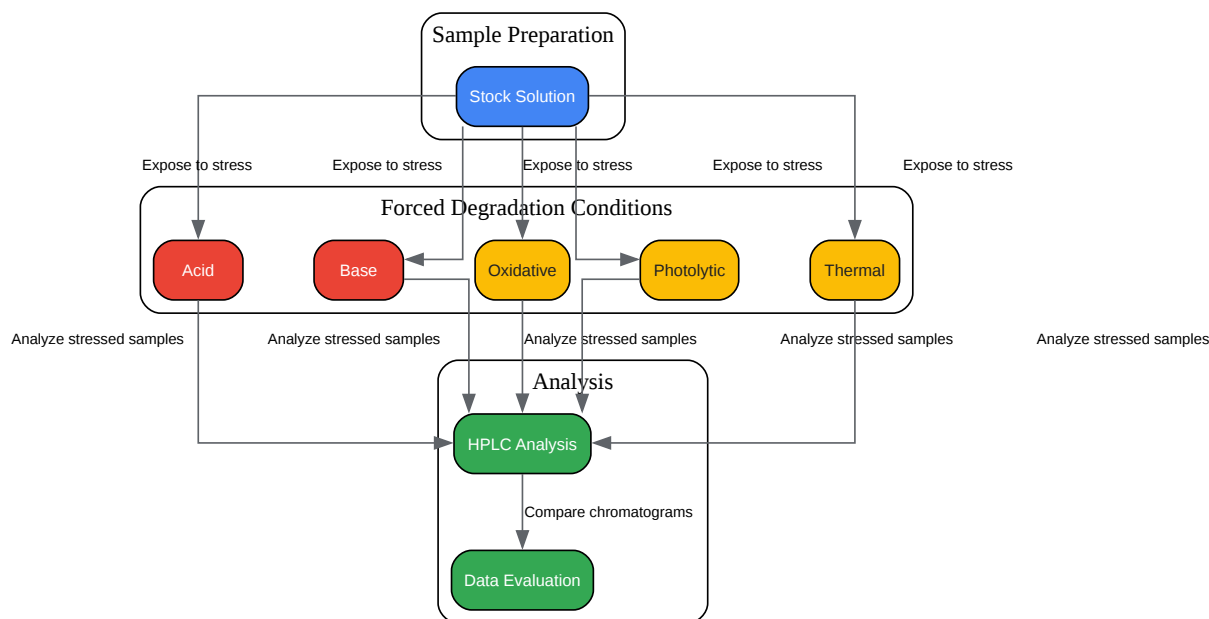 Sample Preparation
Stock Solution
Expose to stress
Expose to stress
Expose to stress
Expose to stress
Expose to stress
Forced Degradation Conditions
Acid
Base
Oxidative
Photolytic
Thermal
Analyze stressed samples
Analyze stressed samples
Analyze stressed samples
Analyze stressed samples
Analyze stressed samples
Analysis
HPLC Analysis
Compare chromatograms
Data Evaluation